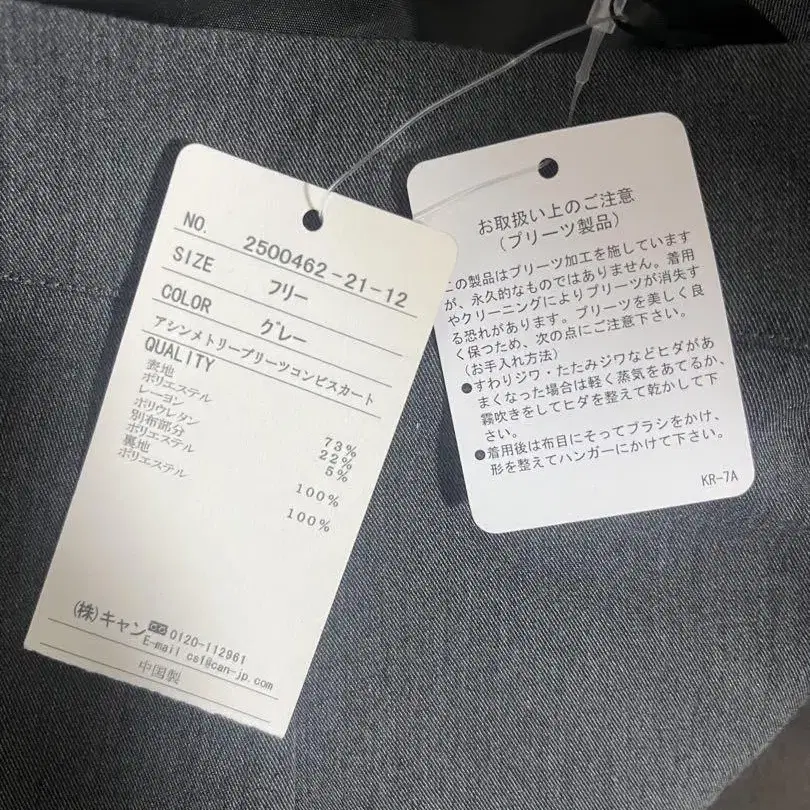 NO. 2500462-21-12
SIZE フリー
COLOR グレー
アシンメトリープリーツコンビスカート
QUALITY
表地
ポリエステル 73%
レーヨン 22%
ポリウレタン 5%
別布部分
ポリエステル 100%
裏地
ポリエステル 100%
(株)キャン 0120-112961
E-mail cs1@can-jp.com
中国製
お取扱い上のご注意
(プリーツ製品)
この製品はプリーツ加工を施しています
が、永久的なものではありません。着用
やクリーニングによりプリーツが消失す
る恐れがあります。プリーツを美しく良
く保つため、次の点にご注意下さい。
(お手入れ方法)
●すわりジワ・たたみジワなどヒダがあ
まくなった場合は軽く蒸気をあてるか、
霧吹きをしてヒダを整えて乾かして下
さい。
●着用後は布目にそってブラシをかけ、
形を整えてハンガーにかけて下さい。
KR-7A